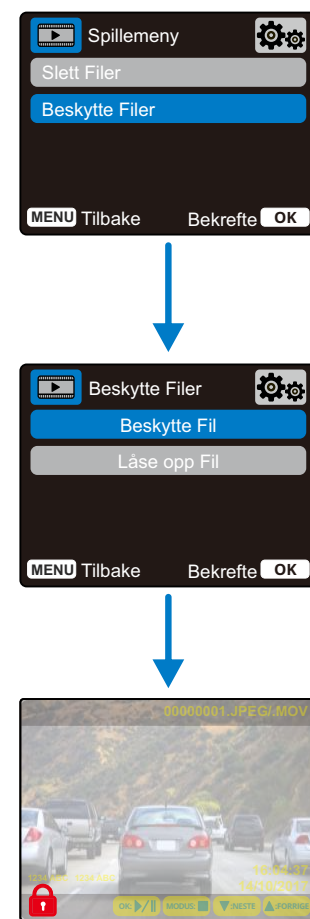 Spillemeny
Slett Filer
Beskytte Filer
MENU Tilbake Bekrefte OK
Beskytte Filer
Beskytte Fil
Låse opp Fil
MENU Tilbake Bekrefte OK
00000001.JPEG/.MOV
OK: MODUS: :NESTE :FORRIGE